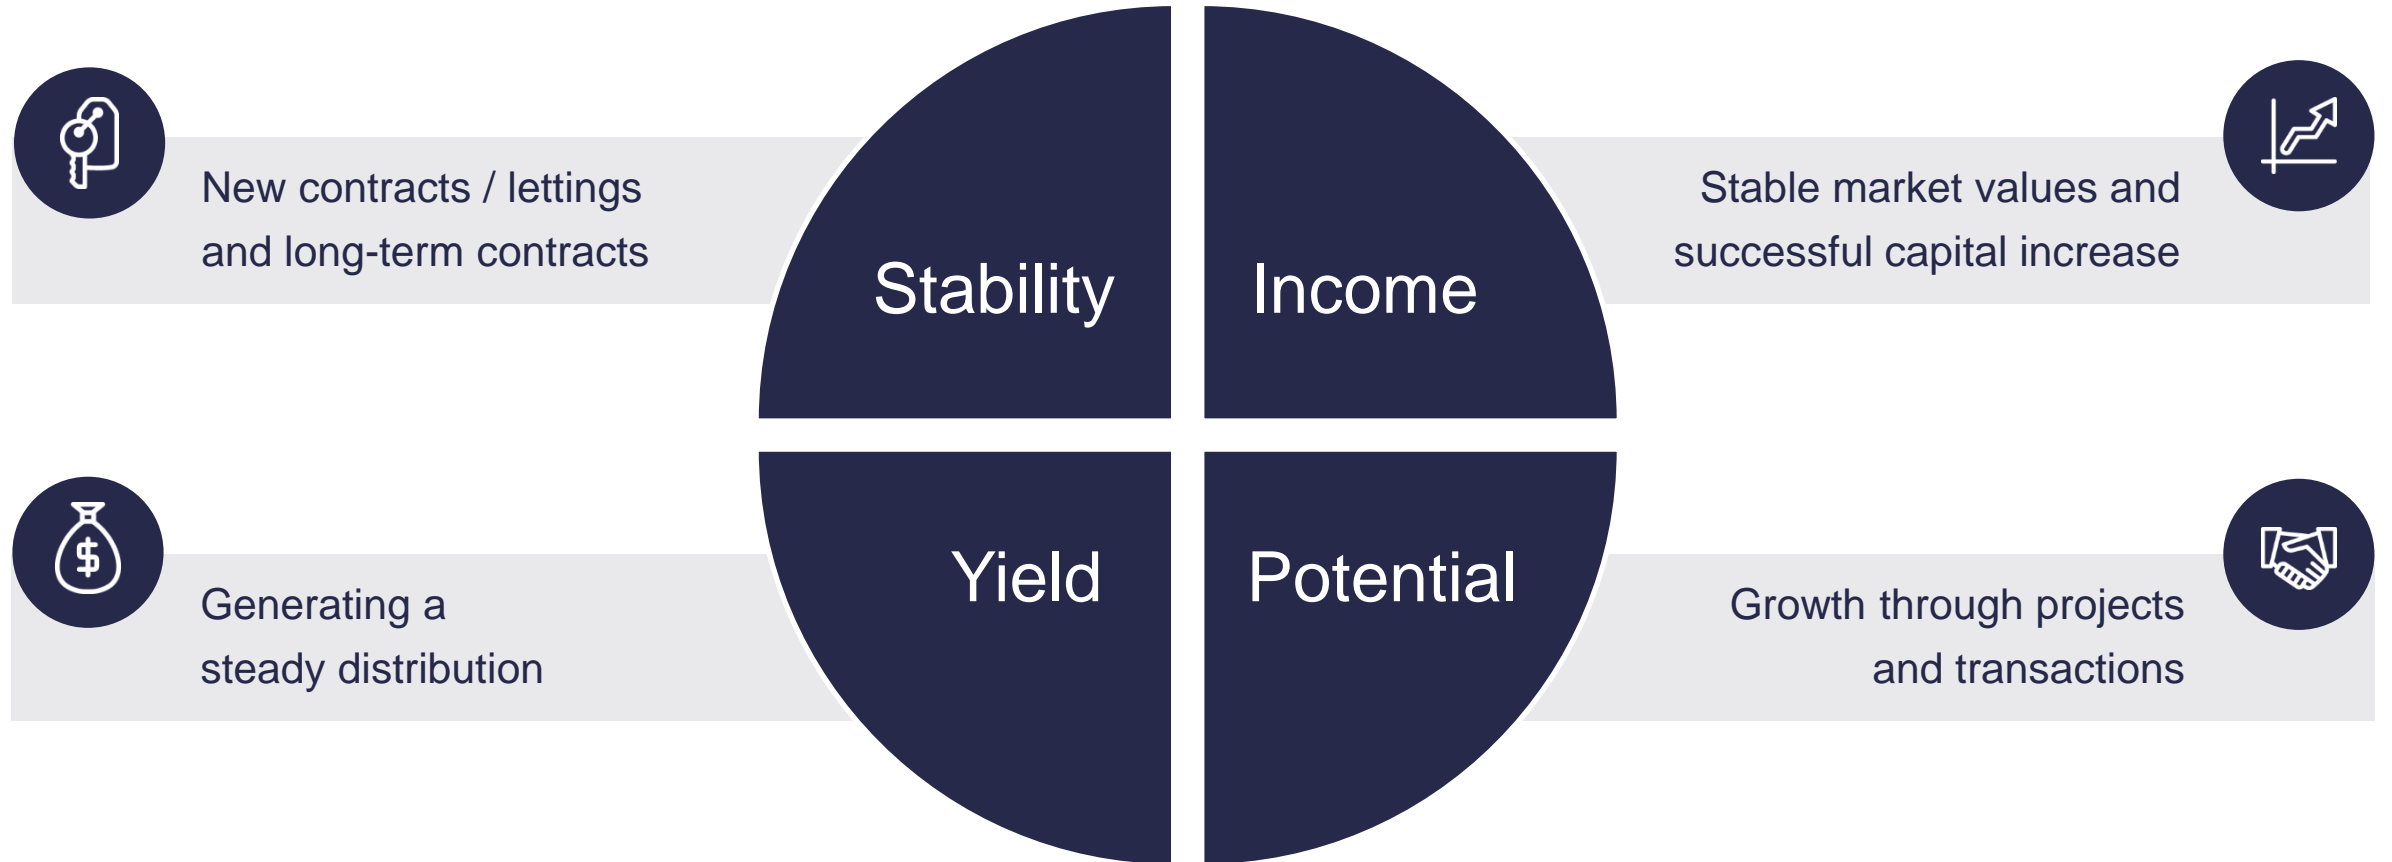 New contracts / lettings
and long-term contracts
Stability
Income
Stable market values and
successful capital increase
Generating a
steady distribution
Yield
Potential
Growth through projects
and transactions
$